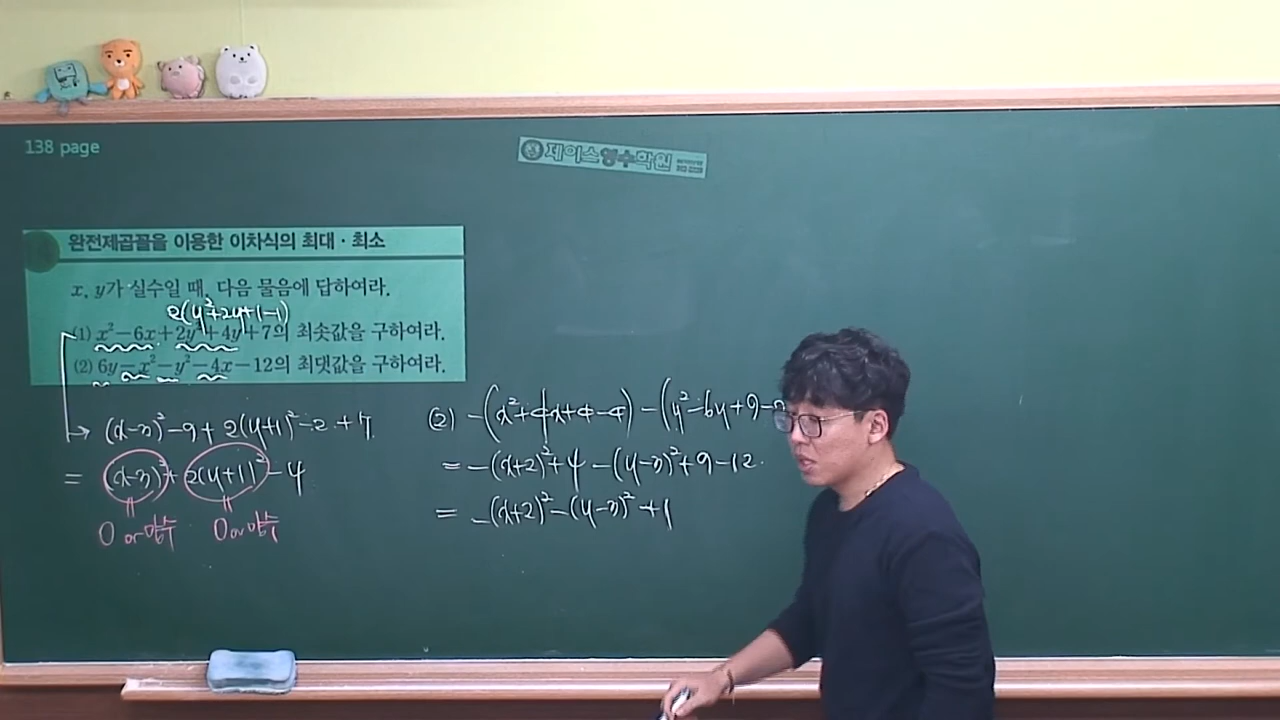 138 page
제이스영수학원
완전제곱꼴을 이용한 이차식의 최대·최소
x, y가 실수일 때, 다음 물음에 답하여라.
2(y²+2y+1-1)
(1) x²-6x+2y²+4y+7의 최솟값을 구하여라.
(2) 6y-x²-y²-4x-12의 최댓값을 구하여라.
→ (x-3)²-9+2(y+1)²-2+7
= (x-3)²+2(y+1)²-4
0 or 양수 0 or 양수
(2) -(x²+4x+4-4)-(y²-6y+9-
= -(x+2)²+4-(y-3)²+9-12
= -(x+2)²-(y-3)²+1